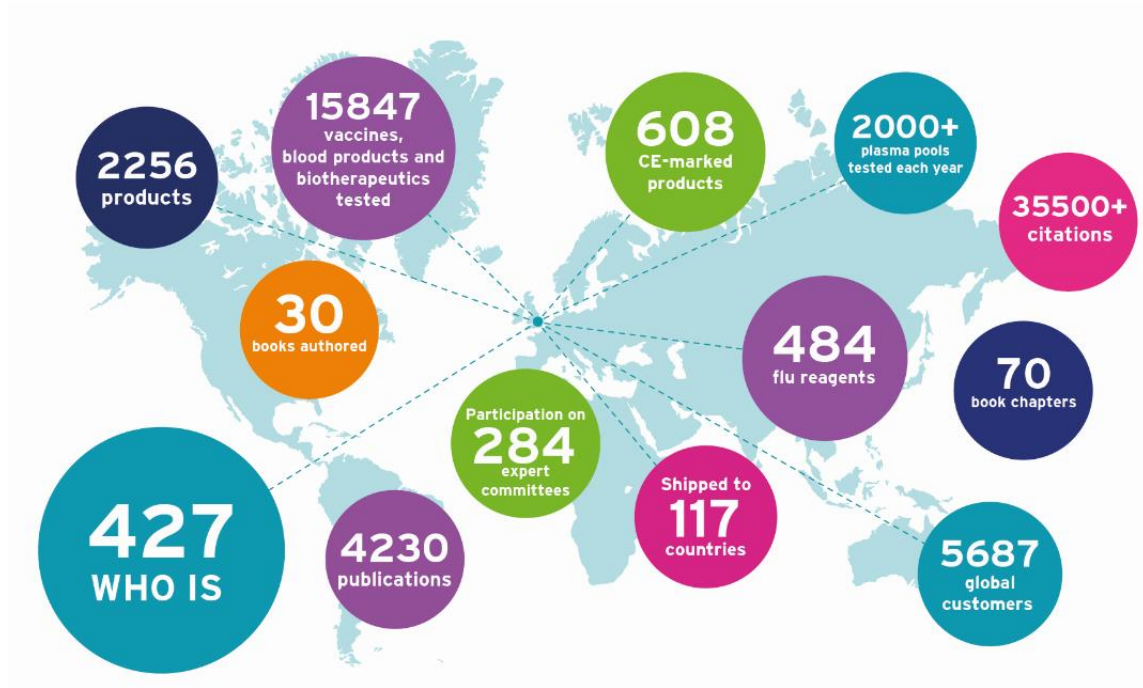 2256
products
15847
vaccines,
blood products and
biotherapeutics
tested
608
CE-marked
products
2000+
plasma pools
tested each year
35500+
citations
30
books authored
484
flu reagents
70
book chapters
Participation on
284
expert
committees
427
WHO IS
4230
publications
Shipped to
117
countries
5687
global
customers